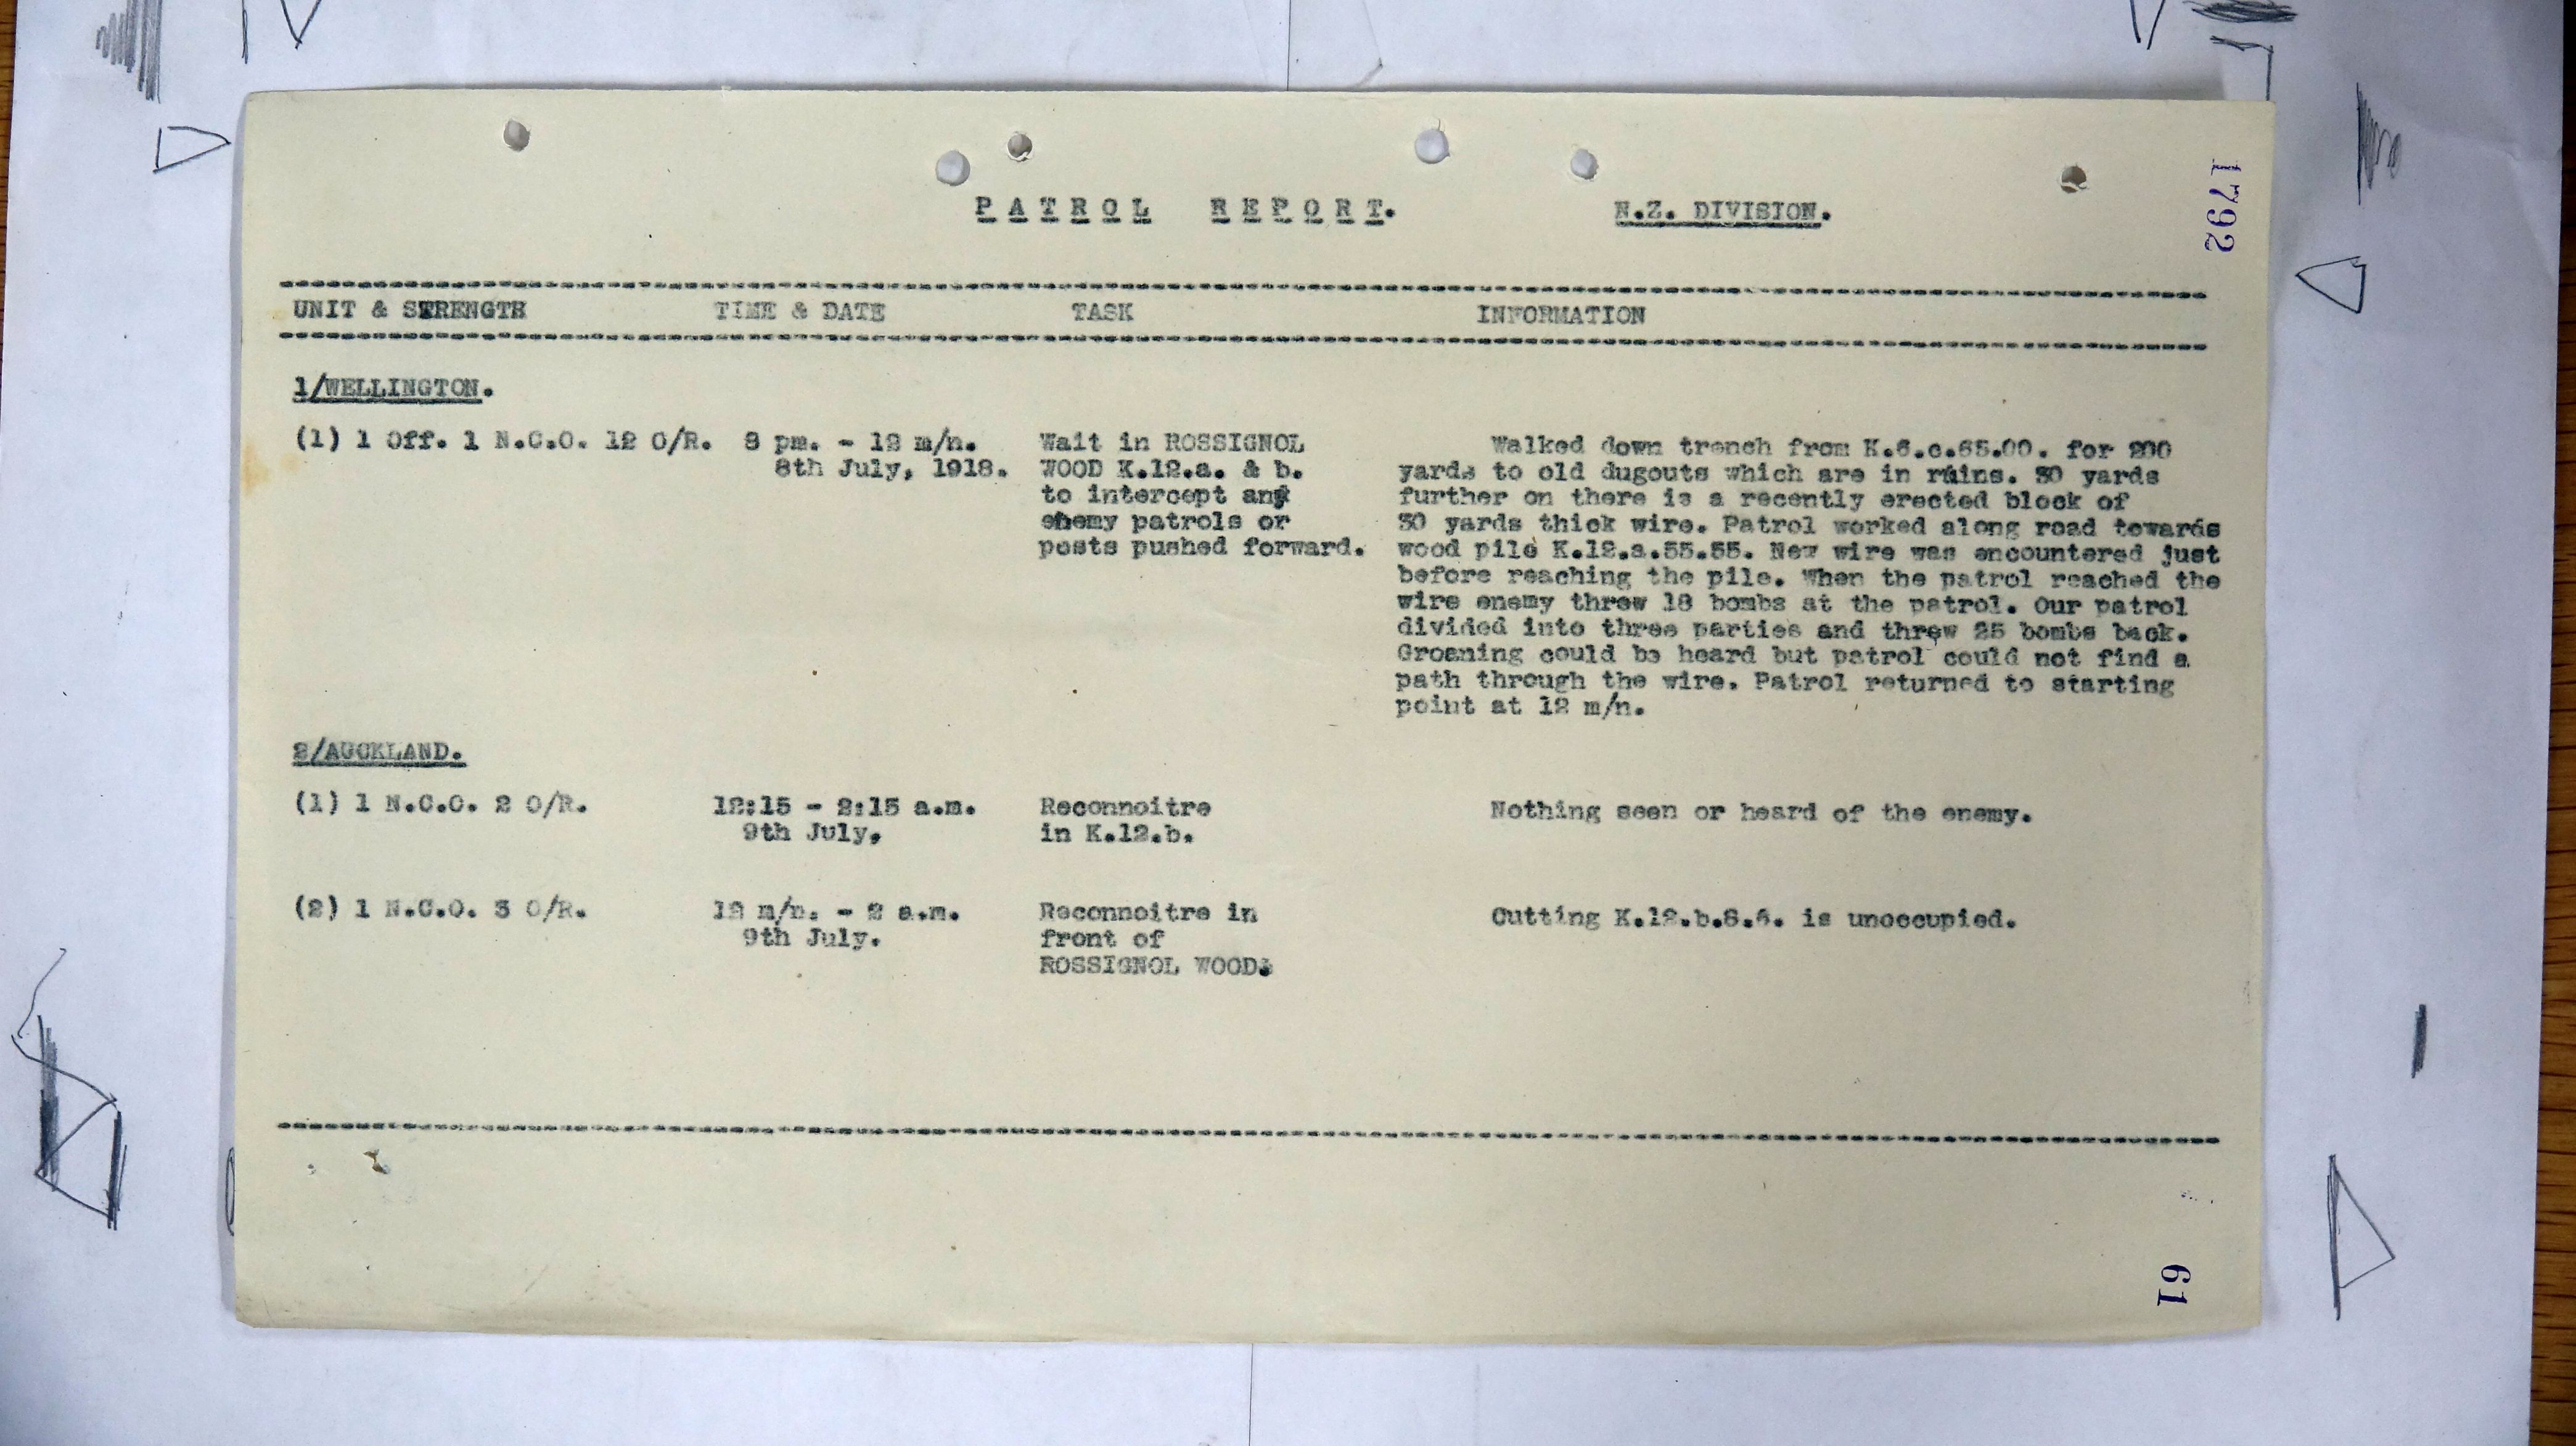 PATROL REPORT. N.Z. DIVISION.
1792
UNIT & STRENGTH TIME & DATE TASK INFORMATION
1/WELLINGTON.
(1) 1 Off. 1 N.C.O. 12 O/R. 8 pm. - 12 m/n. 8th July, 1918.
Wait in ROSSIGNOL
WOOD K.12.a. & b.
to intercept any
enemy patrols or
posts pushed forward.
Walked down trench from K.6.c.65.00. for 200
yards to old dugouts which are in ruins. 30 yards
further on there is a recently erected block of
30 yards thick wire. Patrol worked along road towards
wood pile K.12.a.55.55. New wire was encountered just
before reaching the pile. When the patrol reached the
wire enemy threw 18 bombs at the patrol. Our patrol
divided into three parties and threw 25 bombs back.
Groaning could be heard but patrol could not find a
path through the wire. Patrol returned to starting
point at 12 m/n.
2/AUCKLAND.
(1) 1 N.C.O. 2 O/R. 12:15 - 2:15 a.m. Reconnoitre Nothing seen or heard of the enemy.
9th July. in K.12.b.
(2) 1 N.C.O. 3 O/R. 12 m/n. - 2 a.m. Reconnoitre in Cutting K.12.b.8.6. is unoccupied.
9th July. front of
ROSSIGNOL WOOD.
61